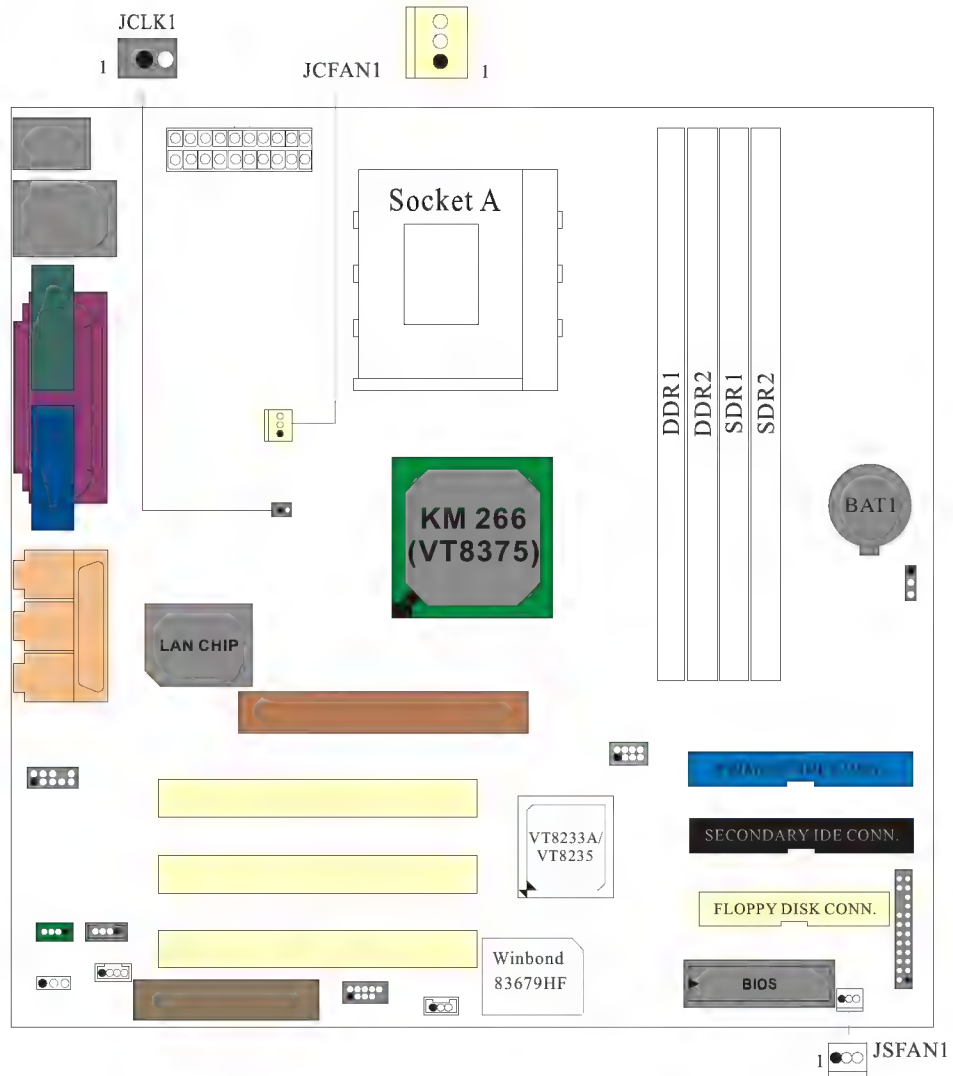 JCLK1
1
JCFAN1
1
Socket A
DDR1
DDR2
SDR1
SDR2
KM 266
(VT8375)
BAT1
LAN CHIP
VT8233A/
VT8235
SECONDARY IDE CONN.
FLOPPY DISK CONN.
Winbond
83679HF
BIOS
1
JSFAN1